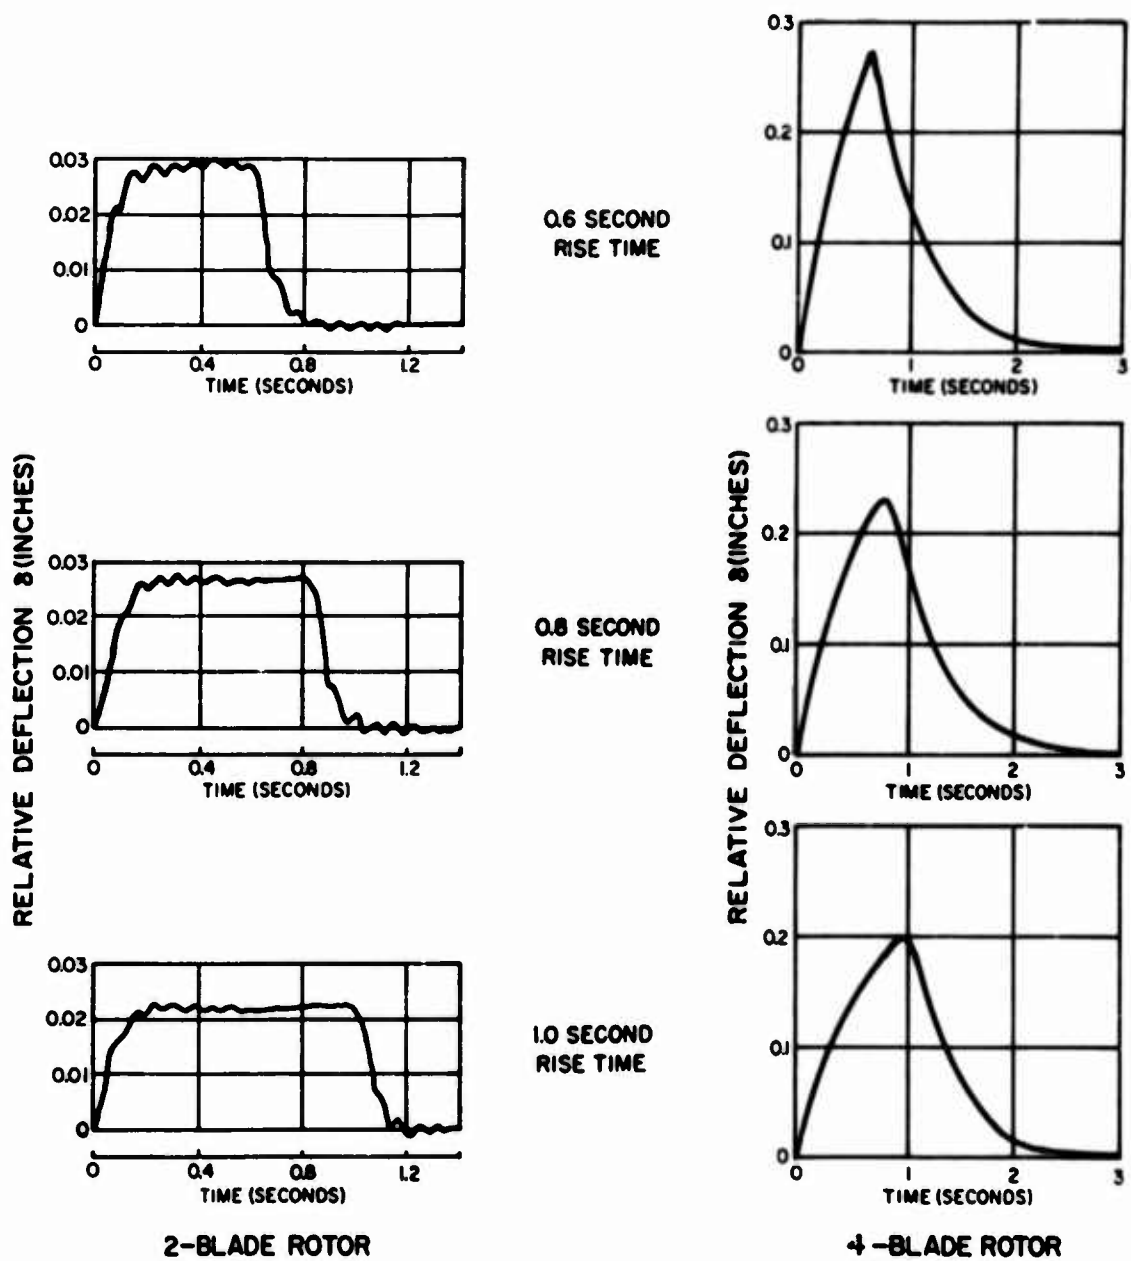 0.3
0.2
0.1
0
1
2
3
TIME (SECONDS)
0.03
0.02
0.01
0
0
0.4
0.8
1.2
TIME (SECONDS)
0.6 SECOND
RISE TIME
RELATIVE DEFLECTION δ(INCHES)
0.03
0.02
0.01
0
0
0.4
0.8
1.2
TIME (SECONDS)
0.8 SECOND
RISE TIME
RELATIVE DEFLECTION δ(INCHES)
0.3
0.2
0.1
0
0
1
2
3
TIME (SECONDS)
0.03
0.02
0.01
0
0
0.4
0.8
1.2
TIME (SECONDS)
1.0 SECOND
RISE TIME
0.3
0.2
0.1
0
0
1
2
3
TIME (SECONDS)
2-BLADE ROTOR
4-BLADE ROTOR